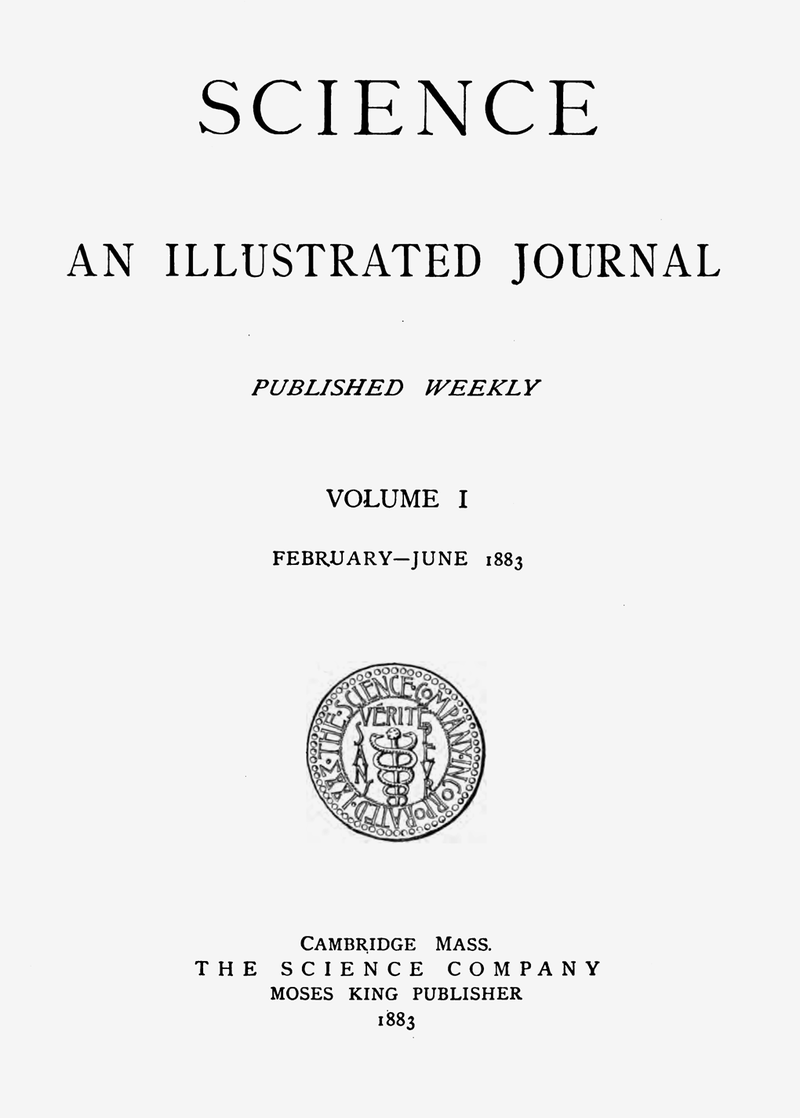 SCIENCE
AN ILLUSTRATED JOURNAL
PUBLISHED WEEKLY
VOLUME I
FEBRUARY—JUNE 1883
THE·SCIENCE·COMPANY·INCORPORATED·1883
VÉRITÉ
SANS
PEVR
CAMBRIDGE MASS.
THE SCIENCE COMPANY
MOSES KING PUBLISHER
1883